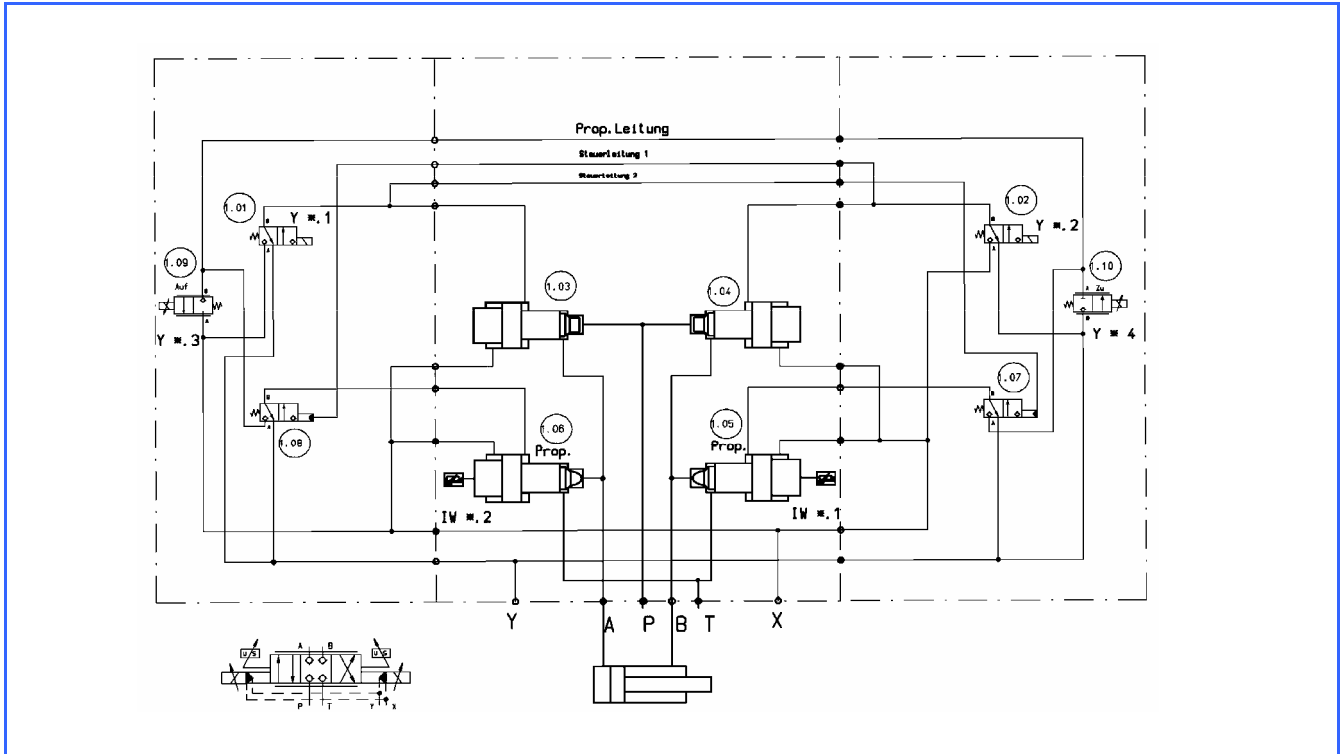 Prop.Leitung
Steuerleitung 1
Steuerleitung 2
1.01
Y *.1
1.02
Y *.2
1.09
Auf
B
A
Y *.3
1.10
A Zu
B
Y * 4
1.03
1.04
1.08
1.07
1.06
Prop.
1.05
Prop.
IW *.2
IW *.1
Y
A
P
B
T
X
A B
P T Y X